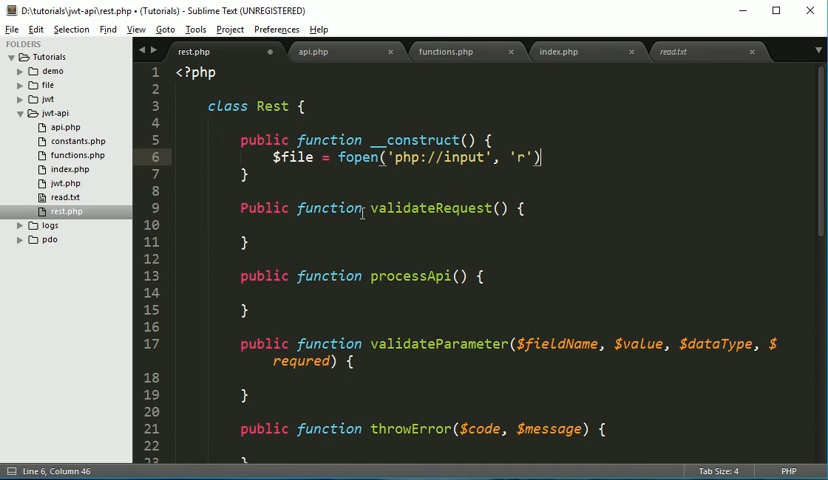 D:\tutorials\jwt-api\rest.php • (Tutorials) - Sublime Text (UNREGISTERED)
File Edit Selection Find View Goto Tools Project Preferences Help
FOLDERS
Tutorials
demo
file
jwt
jwt-api
api.php
constants.php
functions.php
index.php
jwt.php
read.txt
rest.php
logs
pdo
rest.php api.php functions.php index.php read.txt
1 <?php
2
3 class Rest {
4
5 public function __construct() {
6 $file = fopen('php://input', 'r')
7 }
8
9 Public function validateRequest() {
10
11 }
12
13 public function processApi() {
14
15 }
16
17 public function validateParameter($fieldName, $value, $dataType, $
requred) {
18
19 }
20
21 public function throwError($code, $message) {
22
23 }
Line 6, Column 46 Tab Size: 4 PHP